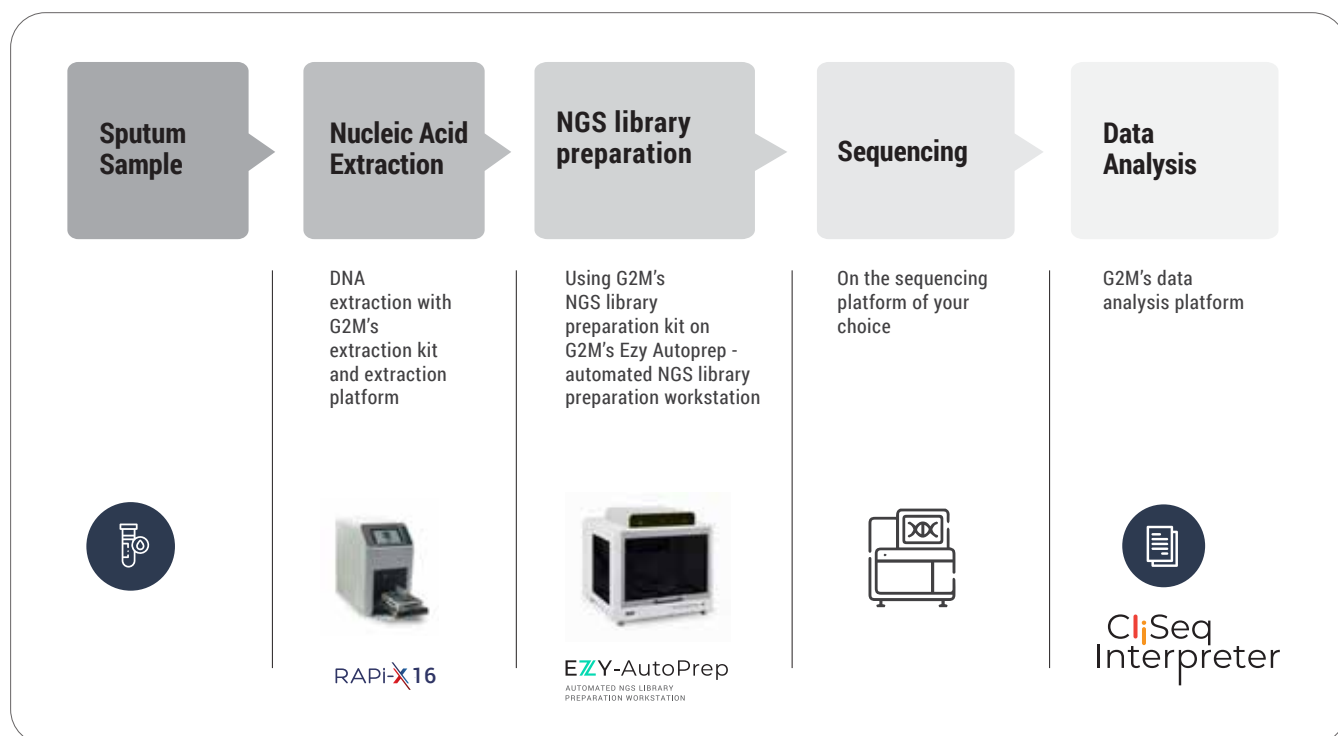 Sputum
Sample
Nucleic Acid
Extraction
NGS library
preparation
Sequencing
Data
Analysis
DNA
extraction with
G2M's
extraction kit
and extraction
platform
Using G2M's
NGS library
preparation kit on
G2M's Ezy Autoprep -
automated NGS library
preparation workstation
On the sequencing
platform of your
choice
G2M's data
analysis platform
RAPi-X16
EZY-AutoPrep
AUTOMATED NGS LIBRARY
PREPARATION WORKSTATION
CliSeq
Interpreter